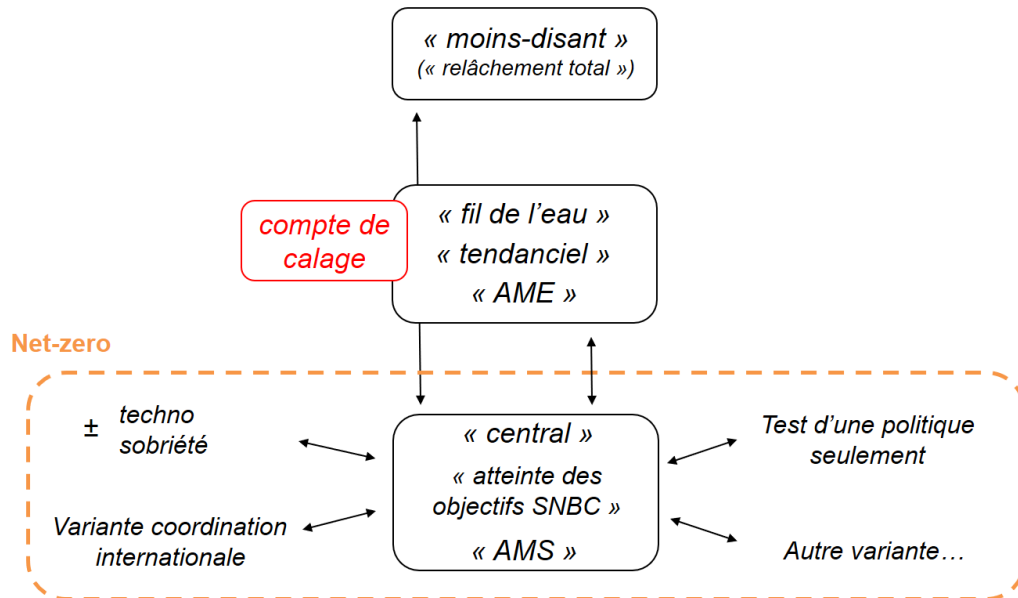 « moins-disant »
(« relâchement total »)
compte de
calage
« fil de l’eau »
« tendanciel »
« AME »
Net-zero
± techno
sobriété
Variante coordination
internationale
« central »
« atteinte des
objectifs SNBC »
« AMS »
Test d’une politique
seulement
Autre variante…